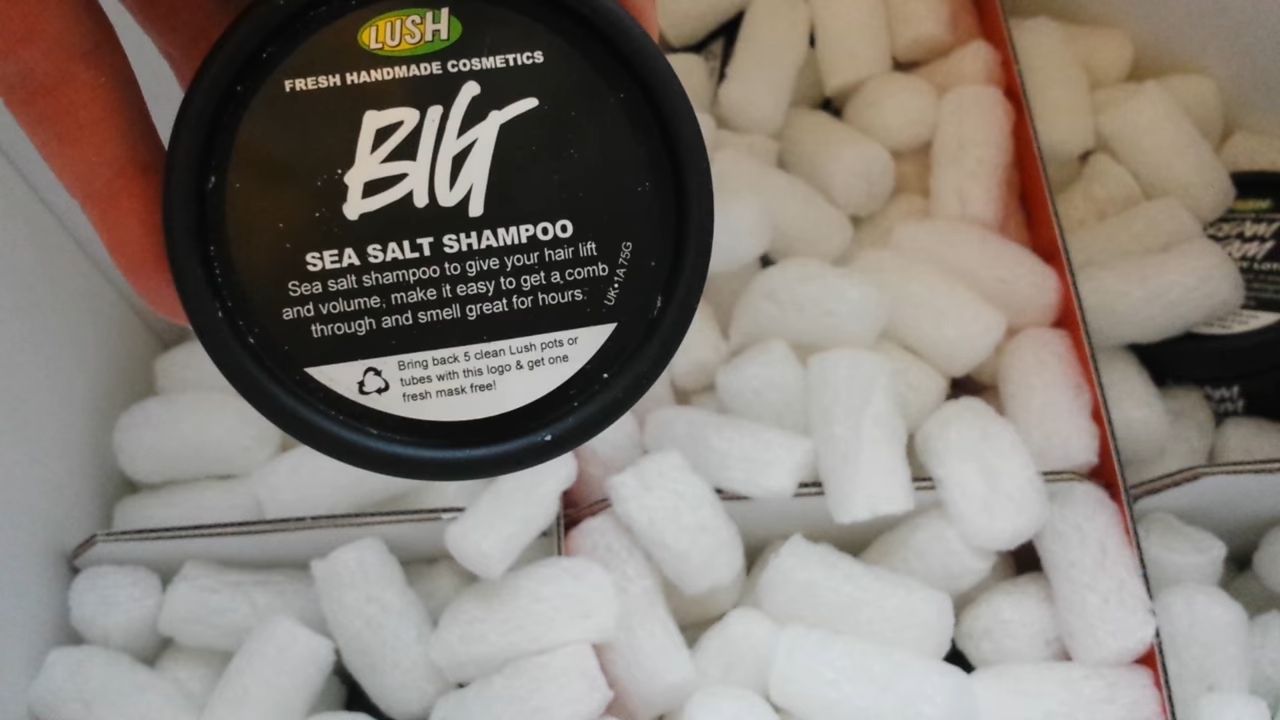 LUSH
FRESH HANDMADE COSMETICS
BIG
SEA SALT SHAMPOO
Sea salt shampoo to give your hair lift
and volume, make it easy to get a comb
through and smell great for hours.
UK•1A 75G
Bring back 5 clean Lush pots or
tubes with this logo & get one
fresh mask free!